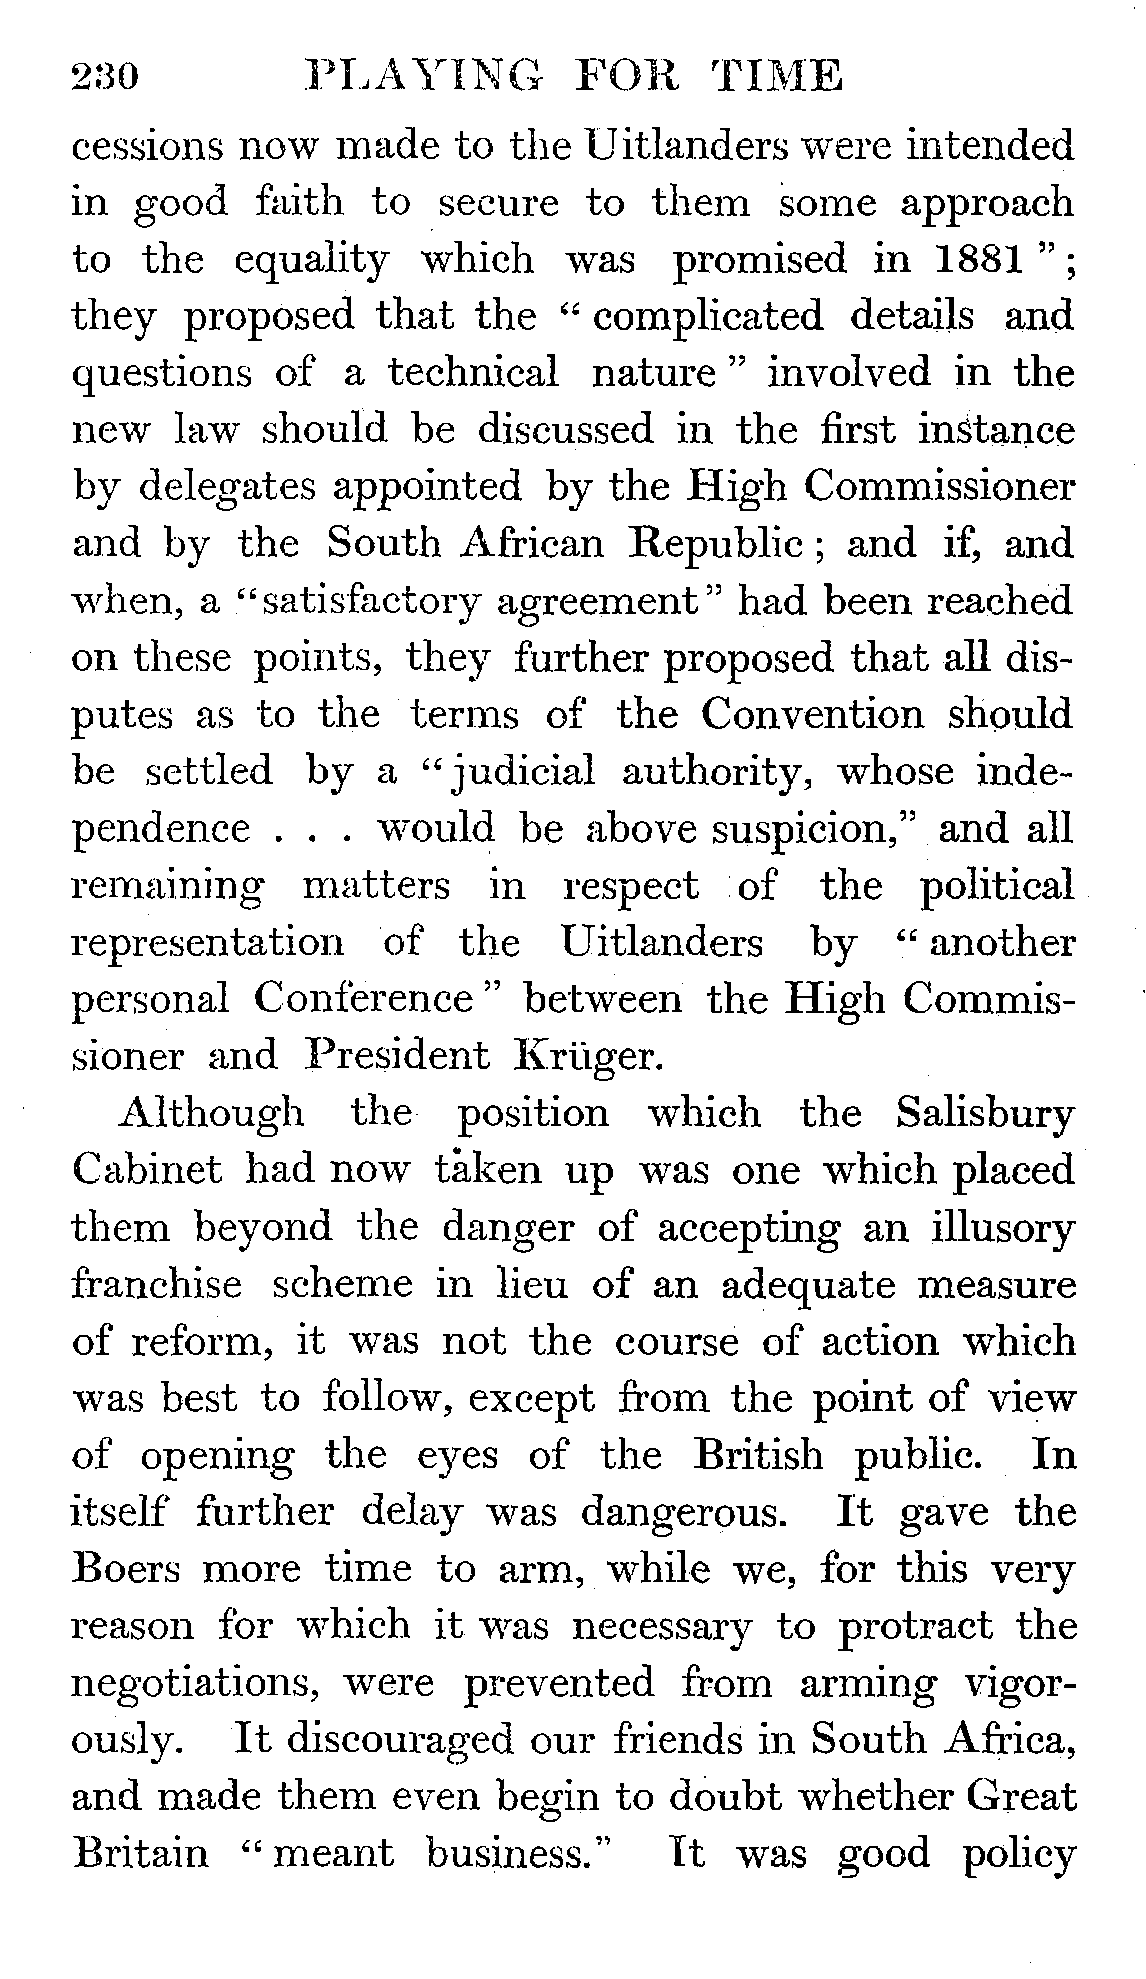 230 PLAYING FOR TIME
cessions now made to the Uitlanders were intended
in good faith to secure to them some approach
to the equality which was promised in 1881 ” ;
they proposed that the “ complicated details and
questions of a technical nature ” involved in the
new law should be discussed in the first instance
by delegates appointed by the High Commissioner
and by the South African Republic ; and if, and
when, a “satisfactory agreement” had been reached
on these points, they further proposed that all dis-
putes as to the terms of the Convention should
be settled by a “judicial authority, whose inde-
pendence . . . would be above suspicion,” and all
remaining matters in respect of the political
representation of the Uitlanders by “ another
personal Conference ” between the High Commis-
sioner and President Krüger.
Although the position which the Salisbury
Cabinet had now taken up was one which placed
them beyond the danger of accepting an illusory
franchise scheme in lieu of an adequate measure
of reform, it was not the course of action which
was best to follow, except from the point of view
of opening the eyes of the British public. In
itself further delay was dangerous. It gave the
Boers more time to arm, while we, for this very
reason for which it was necessary to protract the
negotiations, were prevented from arming vigor-
ously. It discouraged our friends in South Africa,
and made them even begin to doubt whether Great
Britain “ meant business.” It was good policy